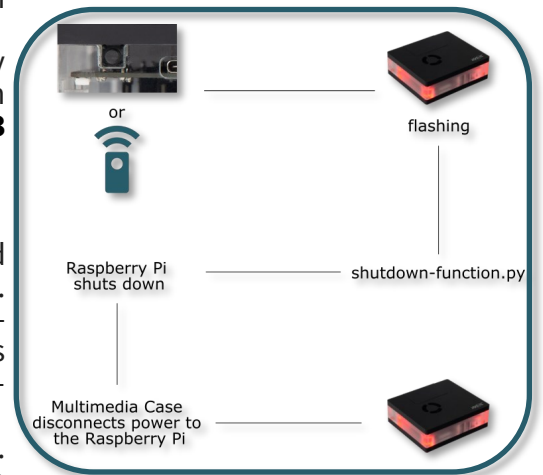 or
flashing
Raspberry Pi
shuts down
shutdown-function.py
Multimedia Case
disconnects power to
the Raspberry Pi